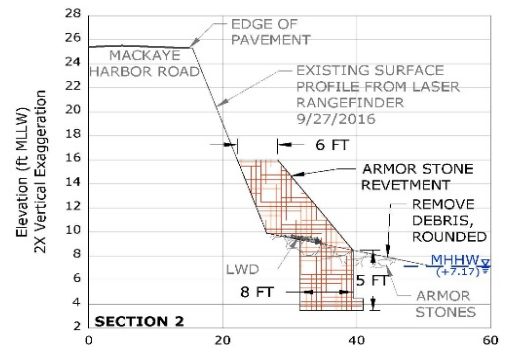 28
26
24
22
20
18
16
14
12
10
8
6
4
2
Elevation (ft MLLW)
2X Vertical Exaggeration
EDGE OF
PAVEMENT
MACKAYE
HARBOR ROAD
EXISTING SURFACE
PROFILE FROM LASER
RANGEFINDER
9/27/2016
6 FT
ARMOR STONE
REVETMENT
REMOVE
DEBRIS,
ROUNDED
MHHW
(+7.17)
LWD
8 FT
5 FT
ARMOR
STONES
SECTION 2
0
20
40
60